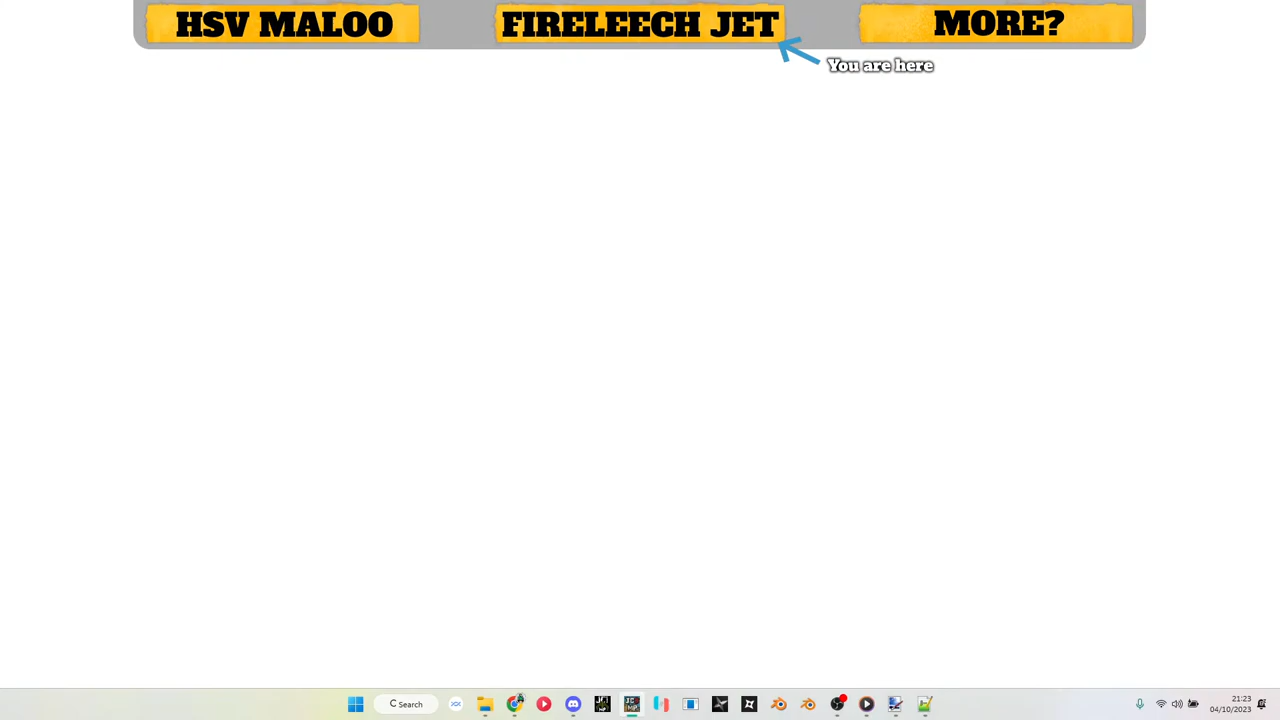 HSV MALOO
FIRELEECH JET
MORE?
You are here
Search
21:23
04/10/2023